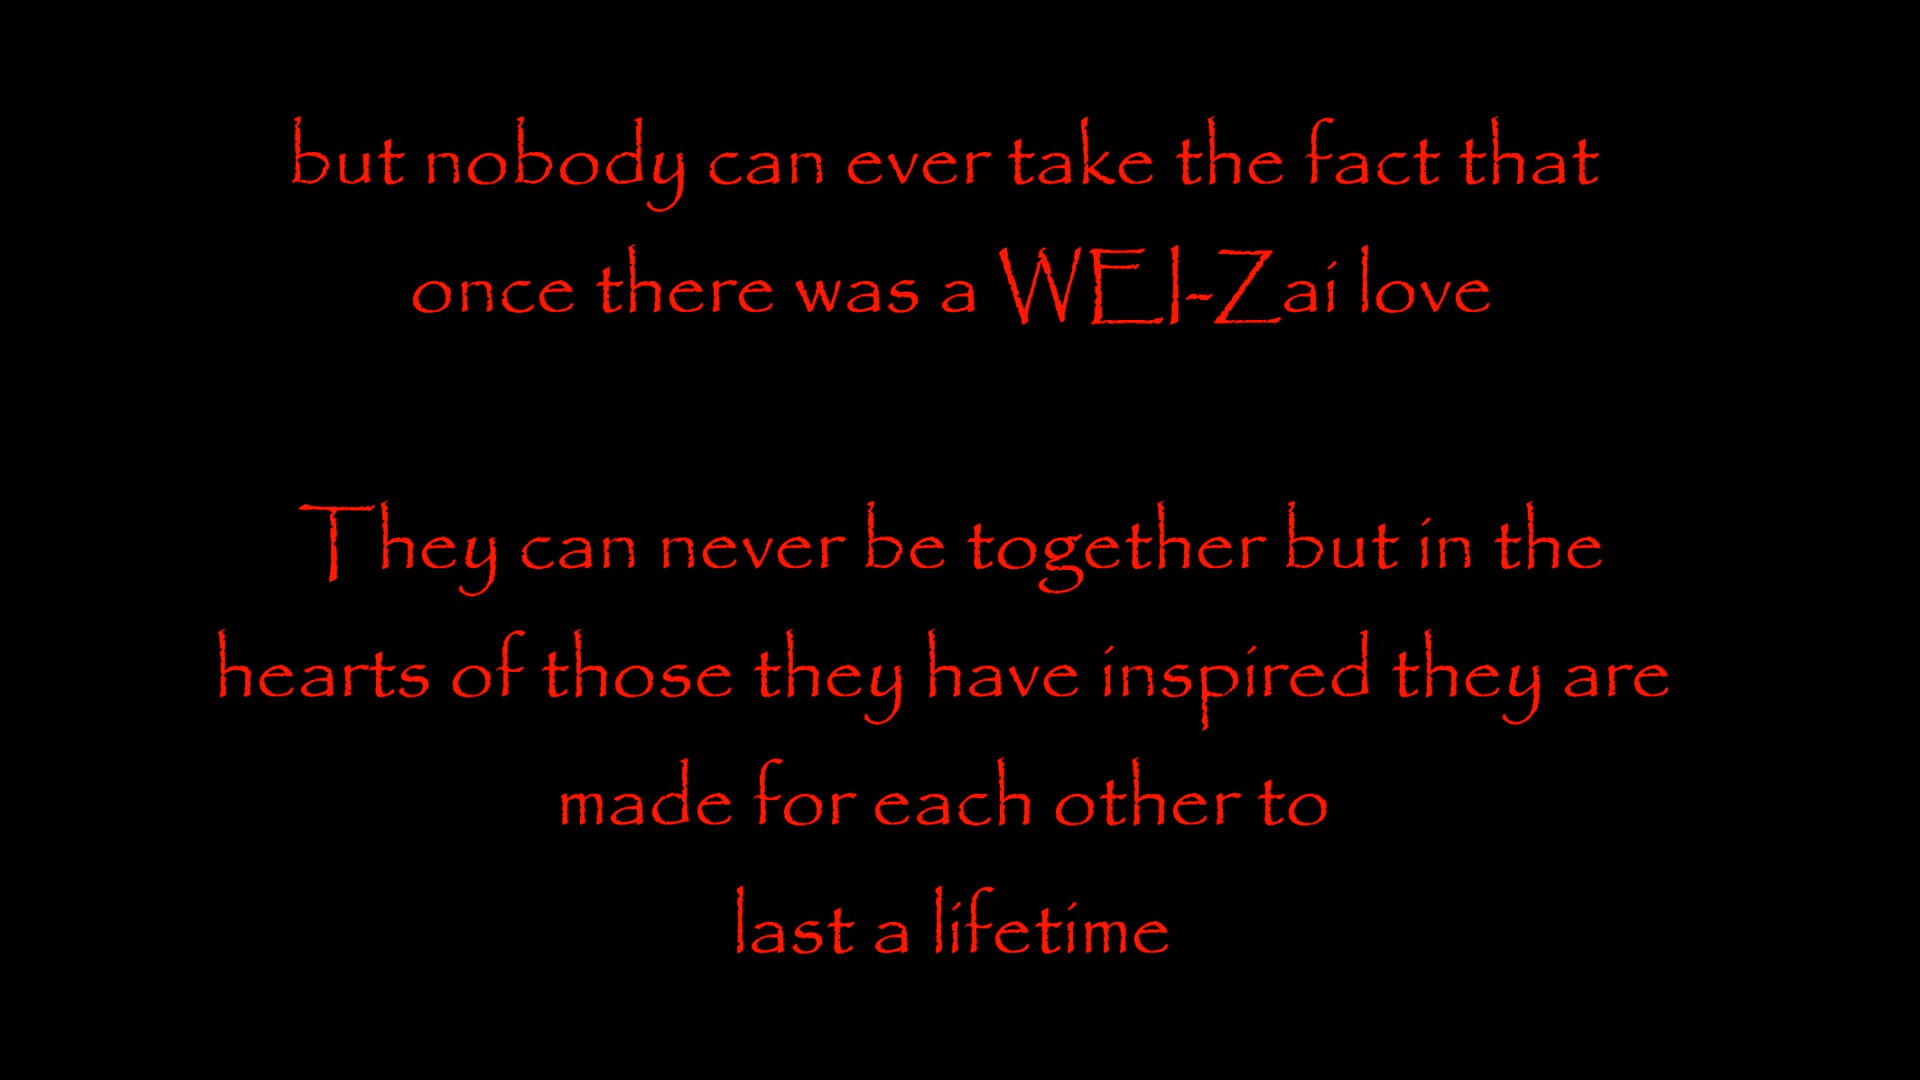 but nobody can ever take the fact that
once there was a WEI-Zai love
They can never be together but in the
hearts of those they have inspired they are
made for each other to
last a lifetime